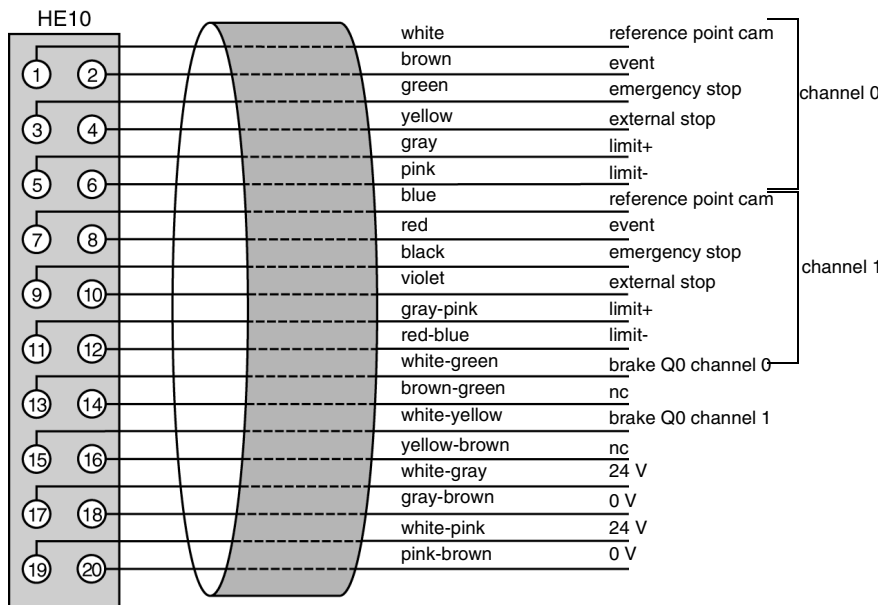 HE10
1 2 white reference point cam
brown event
3 4 green emergency stop
yellow external stop
5 6 gray limit+
pink limit-
channel 0
7 8 blue reference point cam
red event
9 10 black emergency stop
violet external stop
11 12 gray-pink limit+
red-blue limit-
channel 1
13 14 white-green brake Q0 channel 0
brown-green nc
15 16 white-yellow brake Q0 channel 1
yellow-brown nc
17 18 white-gray 24 V
gray-brown 0 V
19 20 white-pink 24 V
pink-brown 0 V